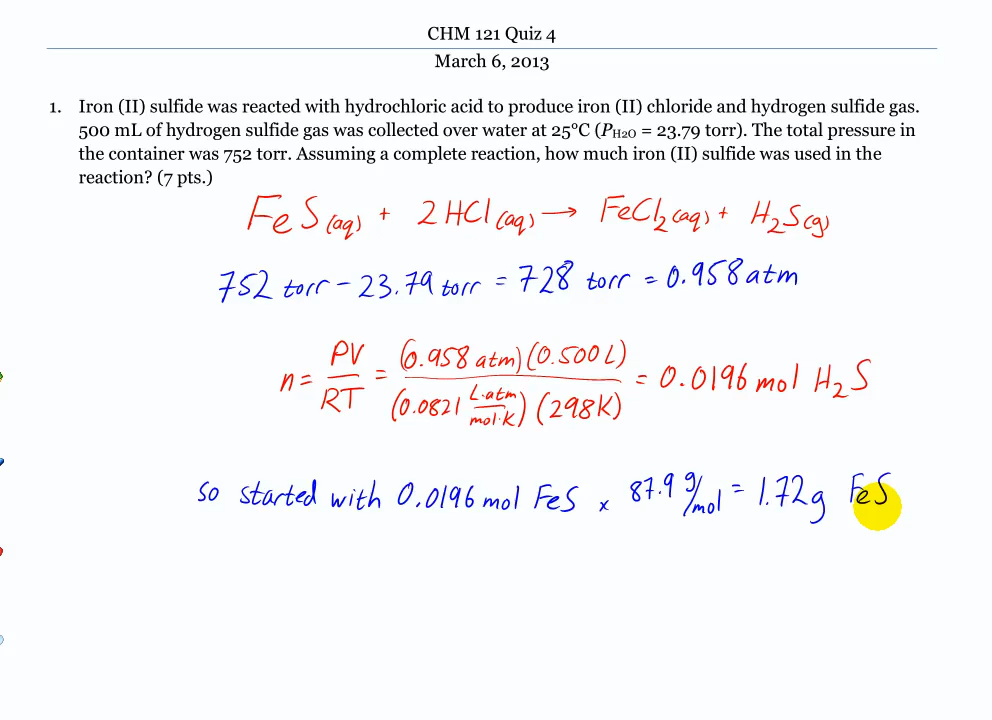 CHM 121 Quiz 4
March 6, 2013
1. Iron (II) sulfide was reacted with hydrochloric acid to produce iron (II) chloride and hydrogen sulfide gas.
500 mL of hydrogen sulfide gas was collected over water at 25°C (P_H2O = 23.79 torr). The total pressure in
the container was 752 torr. Assuming a complete reaction, how much iron (II) sulfide was used in the
reaction? (7 pts.)
FeS(aq) + 2HCl(aq) → FeCl₂(aq) + H₂S(g)
752 torr - 23.79 torr = 728 torr = 0.958 atm
n = PV/RT = (0.958 atm)(0.500 L)/(0.0821 L·atm/mol·K)(298K) = 0.0196 mol H₂S
so started with 0.0196 mol FeS x 87.9 g/mol = 1.72g FeS